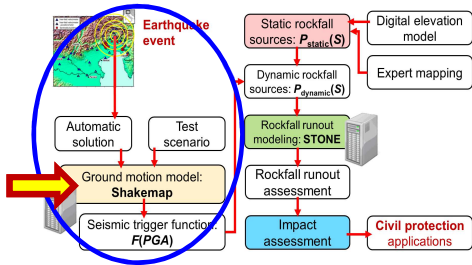 Earthquake
event
Automatic
solution
Test
scenario
Ground motion model:
Shakemap
Seismic trigger function:
F(PGA)
Static rockfall
sources: Pstatic(S)
Digital elevation
model
Expert mapping
Dynamic rockfall
sources: Pdynamic(S)
Rockfall runout
modeling: STONE
Rockfall runout
assessment
Impact
assessment
Civil protection
applications